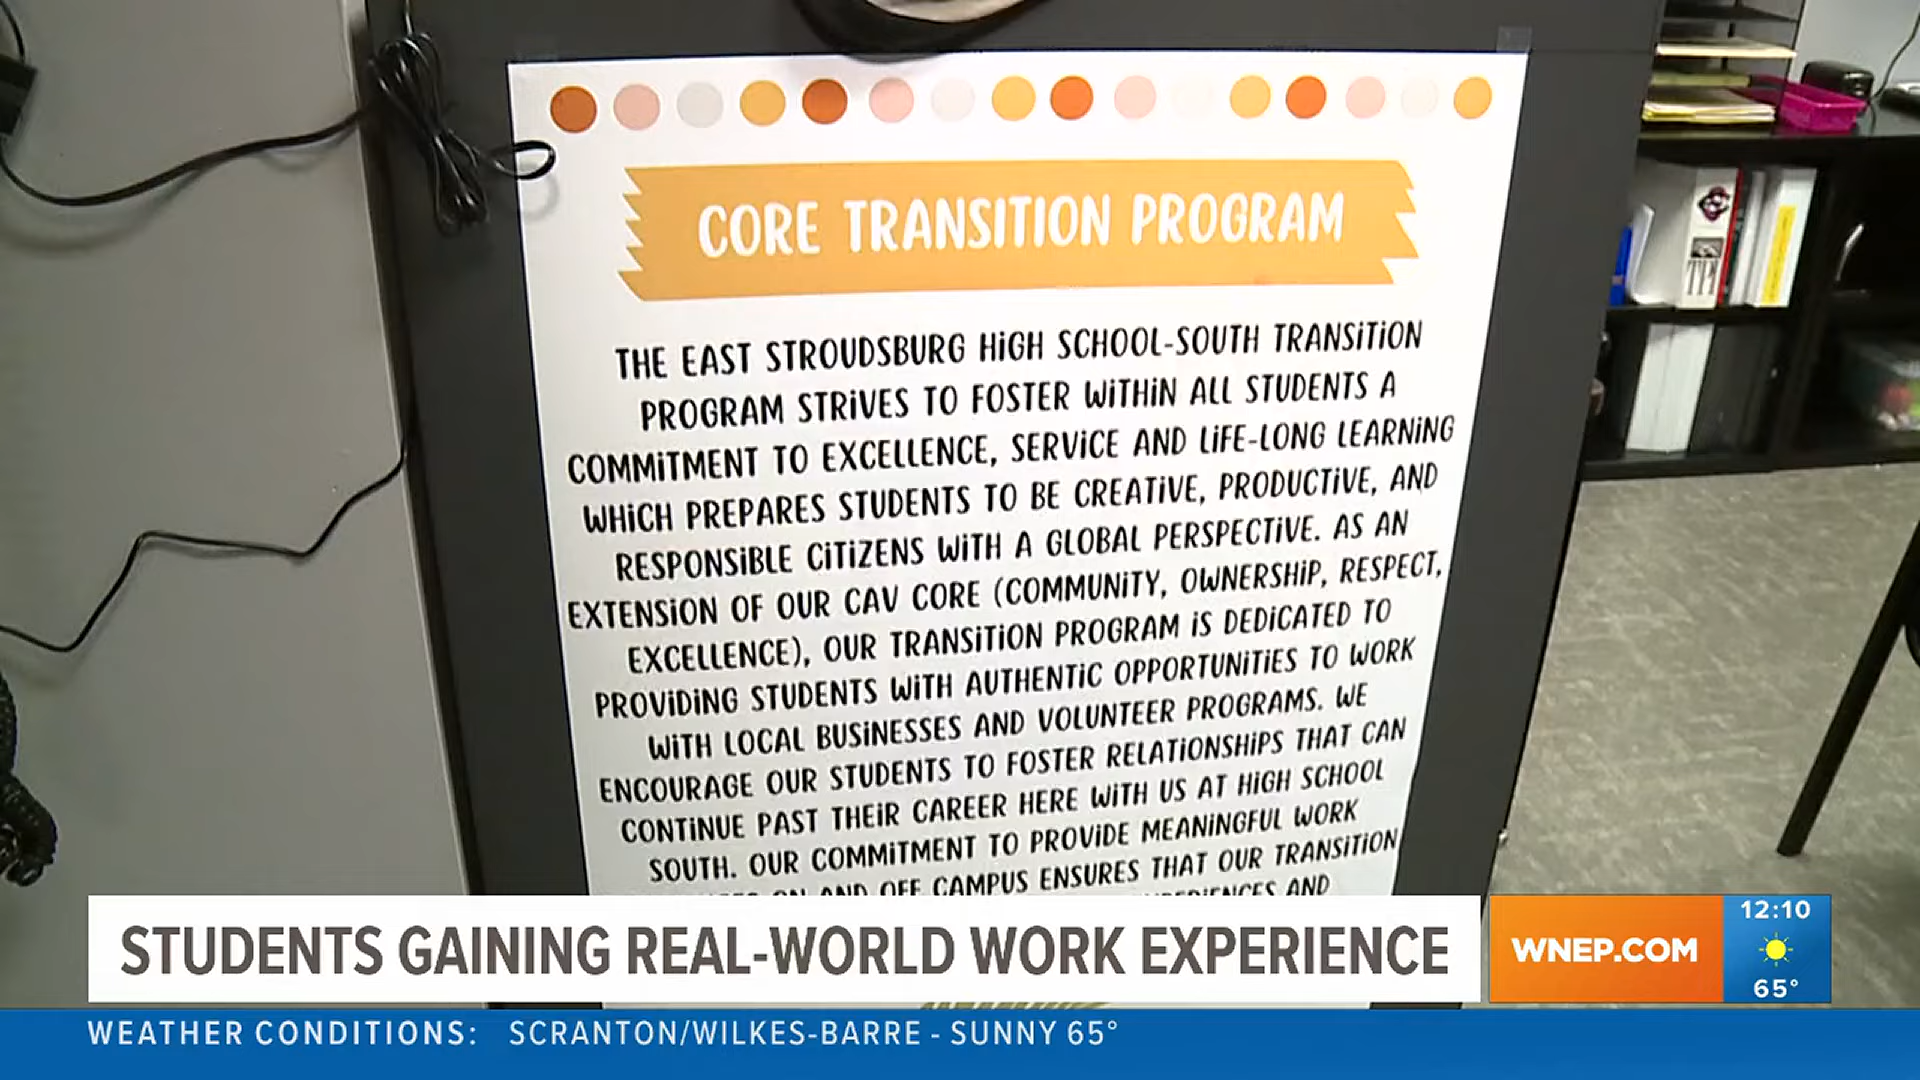 CORE TRANSITION PROGRAM
THE EAST STROUDSBURG HIGH SCHOOL-SOUTH TRANSITION
PROGRAM STRIVES TO FOSTER WITHIN ALL STUDENTS A
COMMITMENT TO EXCELLENCE, SERVICE AND LIFE-LONG LEARNING
WHICH PREPARES STUDENTS TO BE CREATIVE, PRODUCTIVE, AND
RESPONSIBLE CITIZENS WITH A GLOBAL PERSPECTIVE. AS AN
EXTENSION OF OUR CAV CORE (COMMUNITY, OWNERSHIP, RESPECT,
EXCELLENCE), OUR TRANSITION PROGRAM IS DEDICATED TO
PROVIDING STUDENTS WITH AUTHENTIC OPPORTUNITIES TO WORK
WITH LOCAL BUSINESSES AND VOLUNTEER PROGRAMS. WE
ENCOURAGE OUR STUDENTS TO FOSTER RELATIONSHIPS THAT CAN
CONTINUE PAST THEIR CAREER HERE WITH US AT HIGH SCHOOL
SOUTH. OUR COMMITMENT TO PROVIDE MEANINGFUL WORK
ON AND OFF CAMPUS ENSURES THAT OUR TRANSITION
AND
TPI
STUDENTS GAINING REAL-WORLD WORK EXPERIENCE
WNEP.COM
12:10
65°
WEATHER CONDITIONS: SCRANTON/WILKES-BARRE - SUNNY 65°